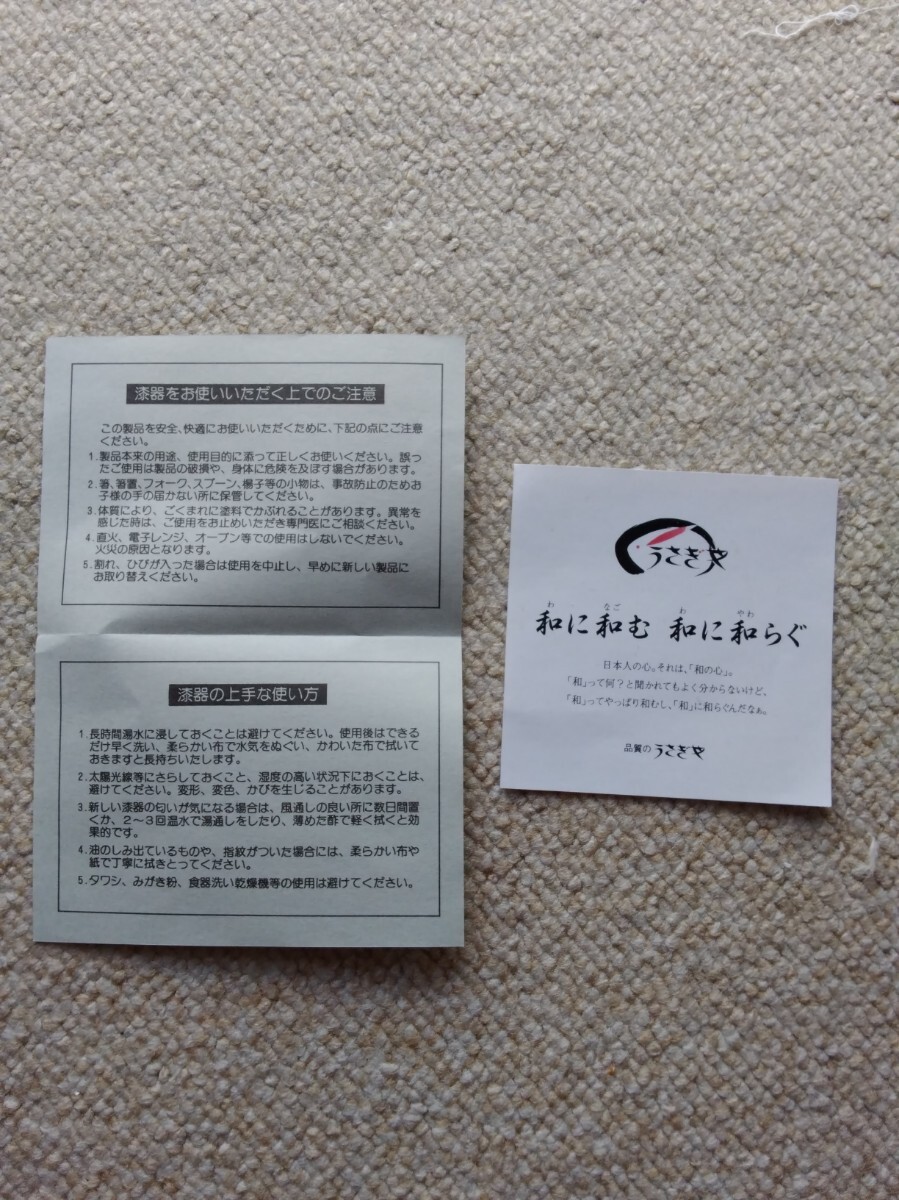 漆器をお使いいただく上でのご注意
この製品を安全、快適にお使いいただくために、下記の点にご注意
ください。
1.製品本来の用途、使用目的に添って正しくお使いください。誤っ
たご使用は製品の破損や、身体に危険を及ぼす場合があります。
2.箸、箸置、フォーク、スプーン、楊子等の小物は、事故防止のためお
子様の手の届かない所に保管してください。
3.体質により、ごくまれに塗料でかぶれることがあります。異常を
感じた時は、ご使用をお止めいただき専門医にご相談ください。
4.直火、電子レンジ、オーブン等での使用はしないでください。
火災の原因となります。
5.割れ、ひびが入った場合は使用を中止し、早めに新しい製品に
お取り替えください。
漆器の上手な使い方
1.長時間湯水に浸しておくことは避けてください。使用後はできる
だけ早く洗い、柔らかい布で水気をぬぐい、かわいた布で拭いて
おきますと長持ちいたします。
2.太陽光線等にさらしておくこと、湿度の高い状況下におくことは、
避けてください。変形、変色、かびを生じることがあります。
3.新しい漆器の匂いが気になる場合は、風通しの良い所に数日間置
くか、2〜3回温水で湯通しをしたり、薄めた酢で軽く拭くと効
果的です。
4.油のしみ出ているものや、指紋がついた場合には、柔らかい布や
紙で丁寧に拭きとってください。
5.タワシ、みがき粉、食器洗い乾燥機等の使用は避けてください。
うさぎや
わ なご わ やわ
和に和む 和に和らぐ
日本人の心。それは、「和の心」。
「和」って何?と聞かれてもよく分からないけど、
「和」ってやっぱり和むし、「和」に和らぐんだなぁ。
品質の うさぎや